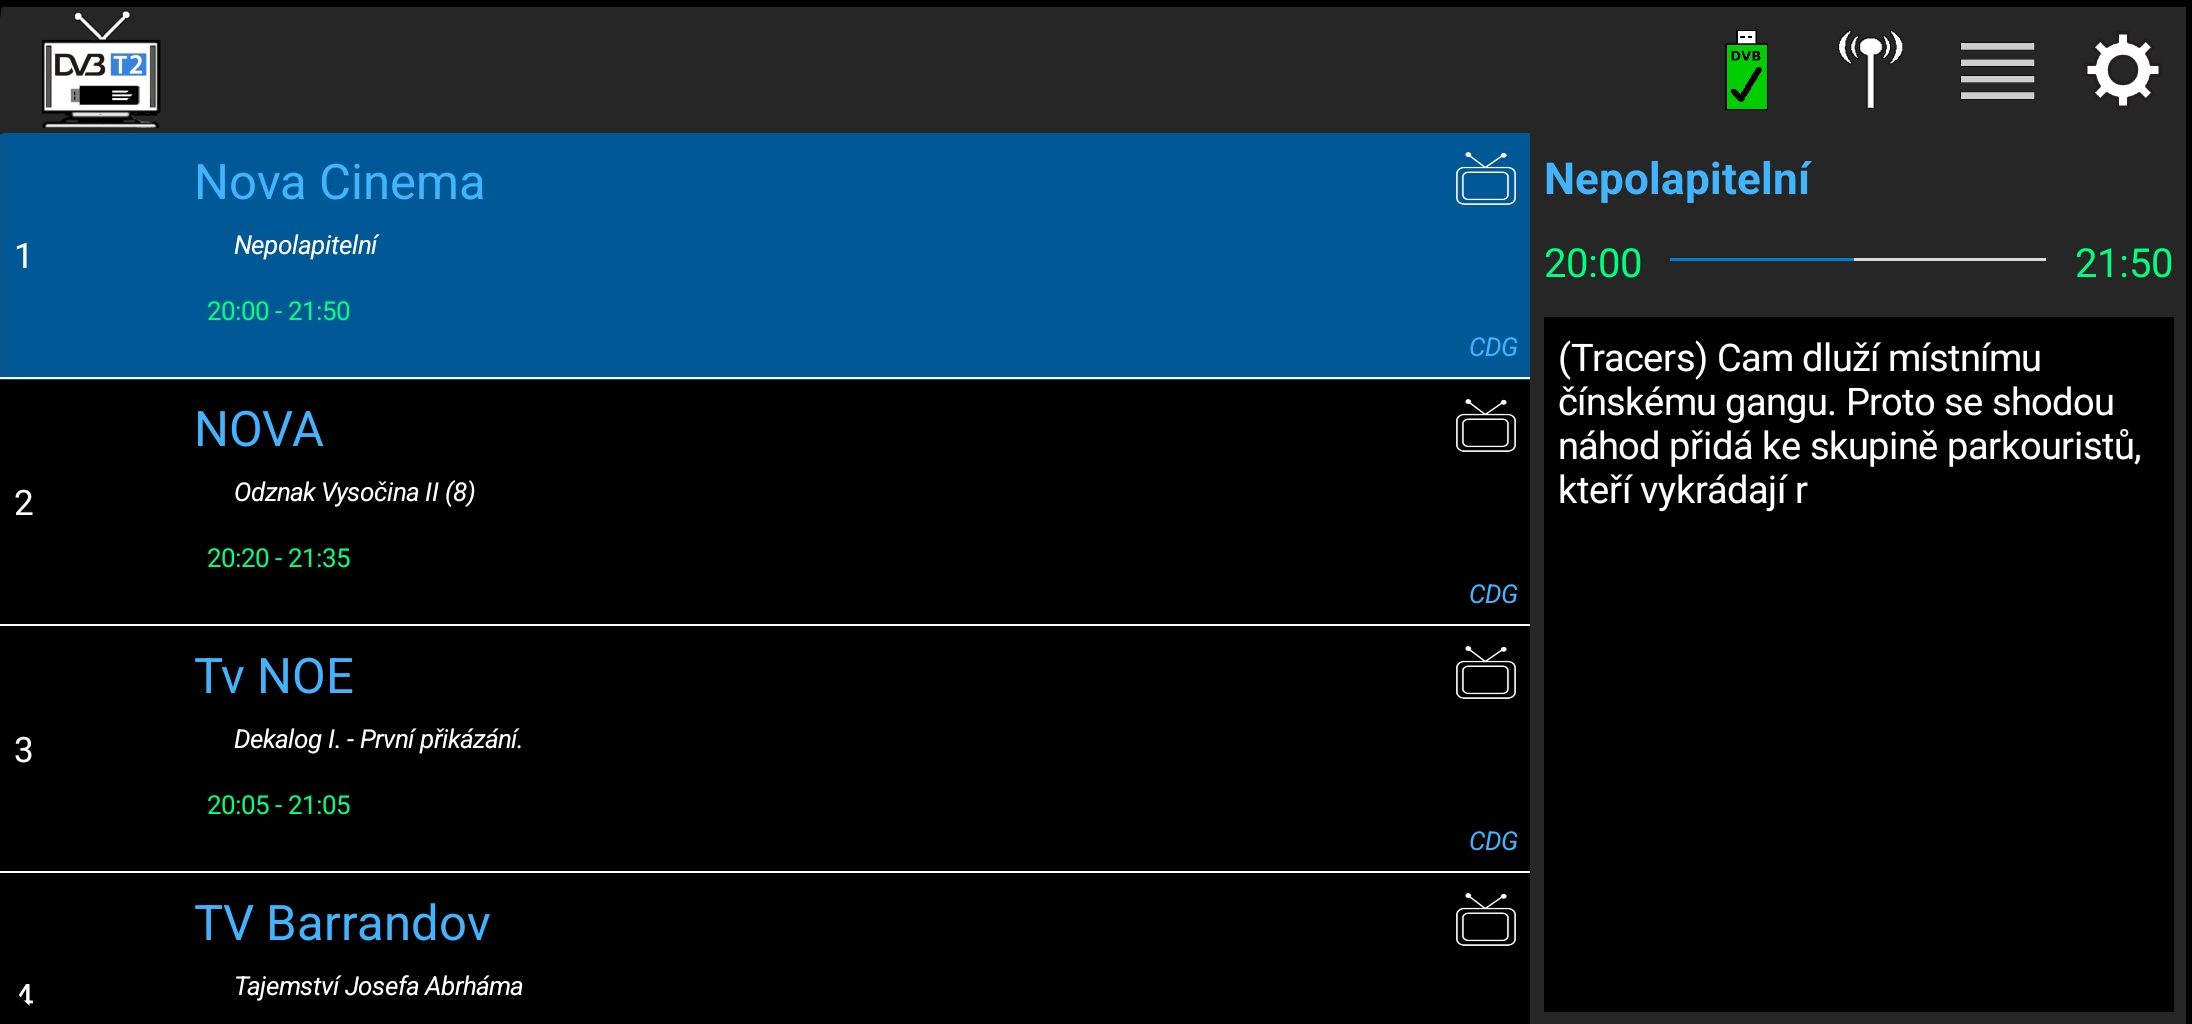 DVB T2
DVB
Nova Cinema
1
Nepolapitelní
20:00 - 21:50
CDG
NOVA
2
Odznak Vysočina II (8)
20:20 - 21:35
CDG
Tv NOE
3
Dekalog I. - První přikázání.
20:05 - 21:05
CDG
TV Barrandov
4
Tajemství Josefa Abrháma
Nepolapitelní
20:00 21:50
(Tracers) Cam dluží místnímu
čínskému gangu. Proto se shodou
náhod přidá ke skupině parkouristů,
kteří vykrádají r